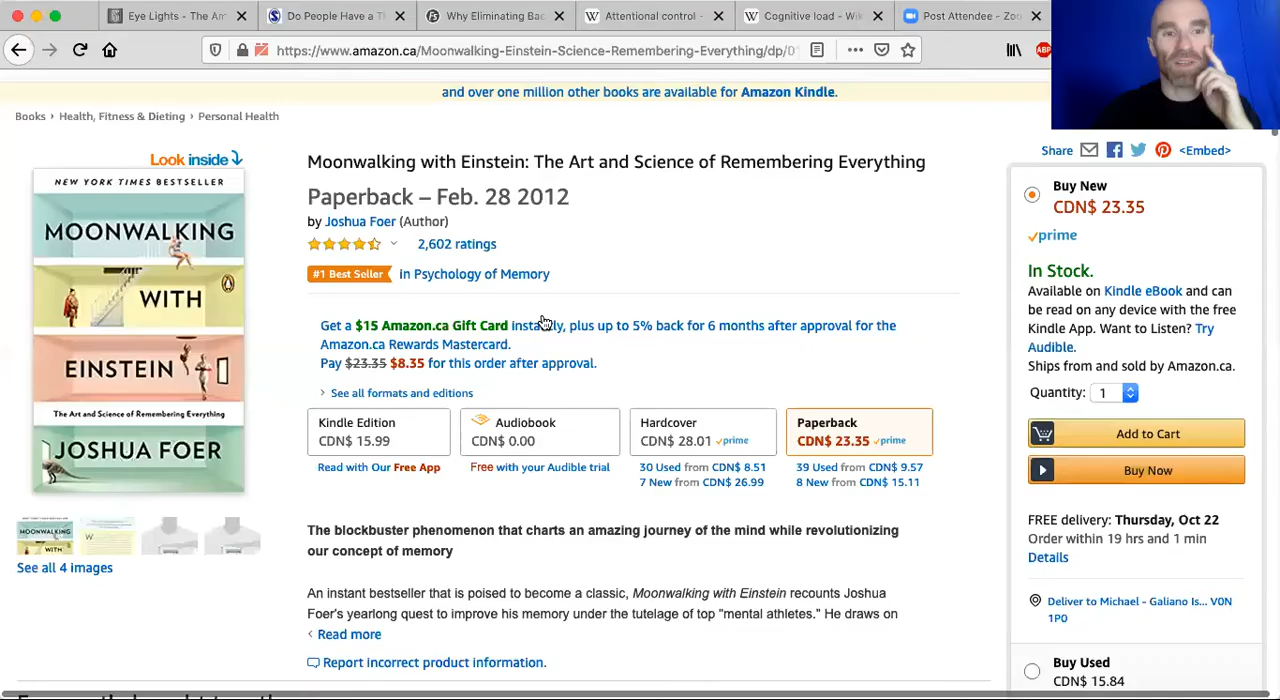 Eye Lights - The Am
Do People Have a T
Why Eliminating Bac
Attentional control -
Cognitive load - Wik
Post Attendee - Zoo
https://www.amazon.ca/Moonwalking-Einstein-Science-Remembering-Everything/dp/0
ABP
and over one million other books are available for Amazon Kindle.
Books › Health, Fitness & Dieting › Personal Health
Look inside
NEW YORK TIMES BESTSELLER
MOONWALKING
WITH
EINSTEIN
The Art and Science of Remembering Everything
JOSHUA FOER
MOONWALKING
WITH
See all 4 images
Moonwalking with Einstein: The Art and Science of Remembering Everything
Paperback – Feb. 28 2012
by Joshua Foer (Author)
2,602 ratings
#1 Best Seller in Psychology of Memory
Get a $15 Amazon.ca Gift Card instantly, plus up to 5% back for 6 months after approval for the
Amazon.ca Rewards Mastercard.
Pay $23.35 $8.35 for this order after approval.
› See all formats and editions
Kindle Edition
CDN$ 15.99
Read with Our Free App
Audiobook
CDN$ 0.00
Free with your Audible trial
Hardcover
CDN$ 28.01 prime
30 Used from CDN$ 8.51
7 New from CDN$ 26.99
Paperback
CDN$ 23.35 prime
39 Used from CDN$ 9.57
8 New from CDN$ 15.11
The blockbuster phenomenon that charts an amazing journey of the mind while revolutionizing
our concept of memory
An instant bestseller that is poised to become a classic, Moonwalking with Einstein recounts Joshua
Foer's yearlong quest to improve his memory under the tutelage of top "mental athletes." He draws on
‹ Read more
Report incorrect product information.
Share <Embed>
Buy New
CDN$ 23.35
prime
In Stock.
Available on Kindle eBook and can
be read on any device with the free
Kindle App. Want to Listen? Try
Audible.
Ships from and sold by Amazon.ca.
Quantity: 1
Add to Cart
Buy Now
FREE delivery: Thursday, Oct 22
Order within 19 hrs and 1 min
Details
Deliver to Michael - Galiano Is... V0N
1P0
Buy Used
CDN$ 15.84